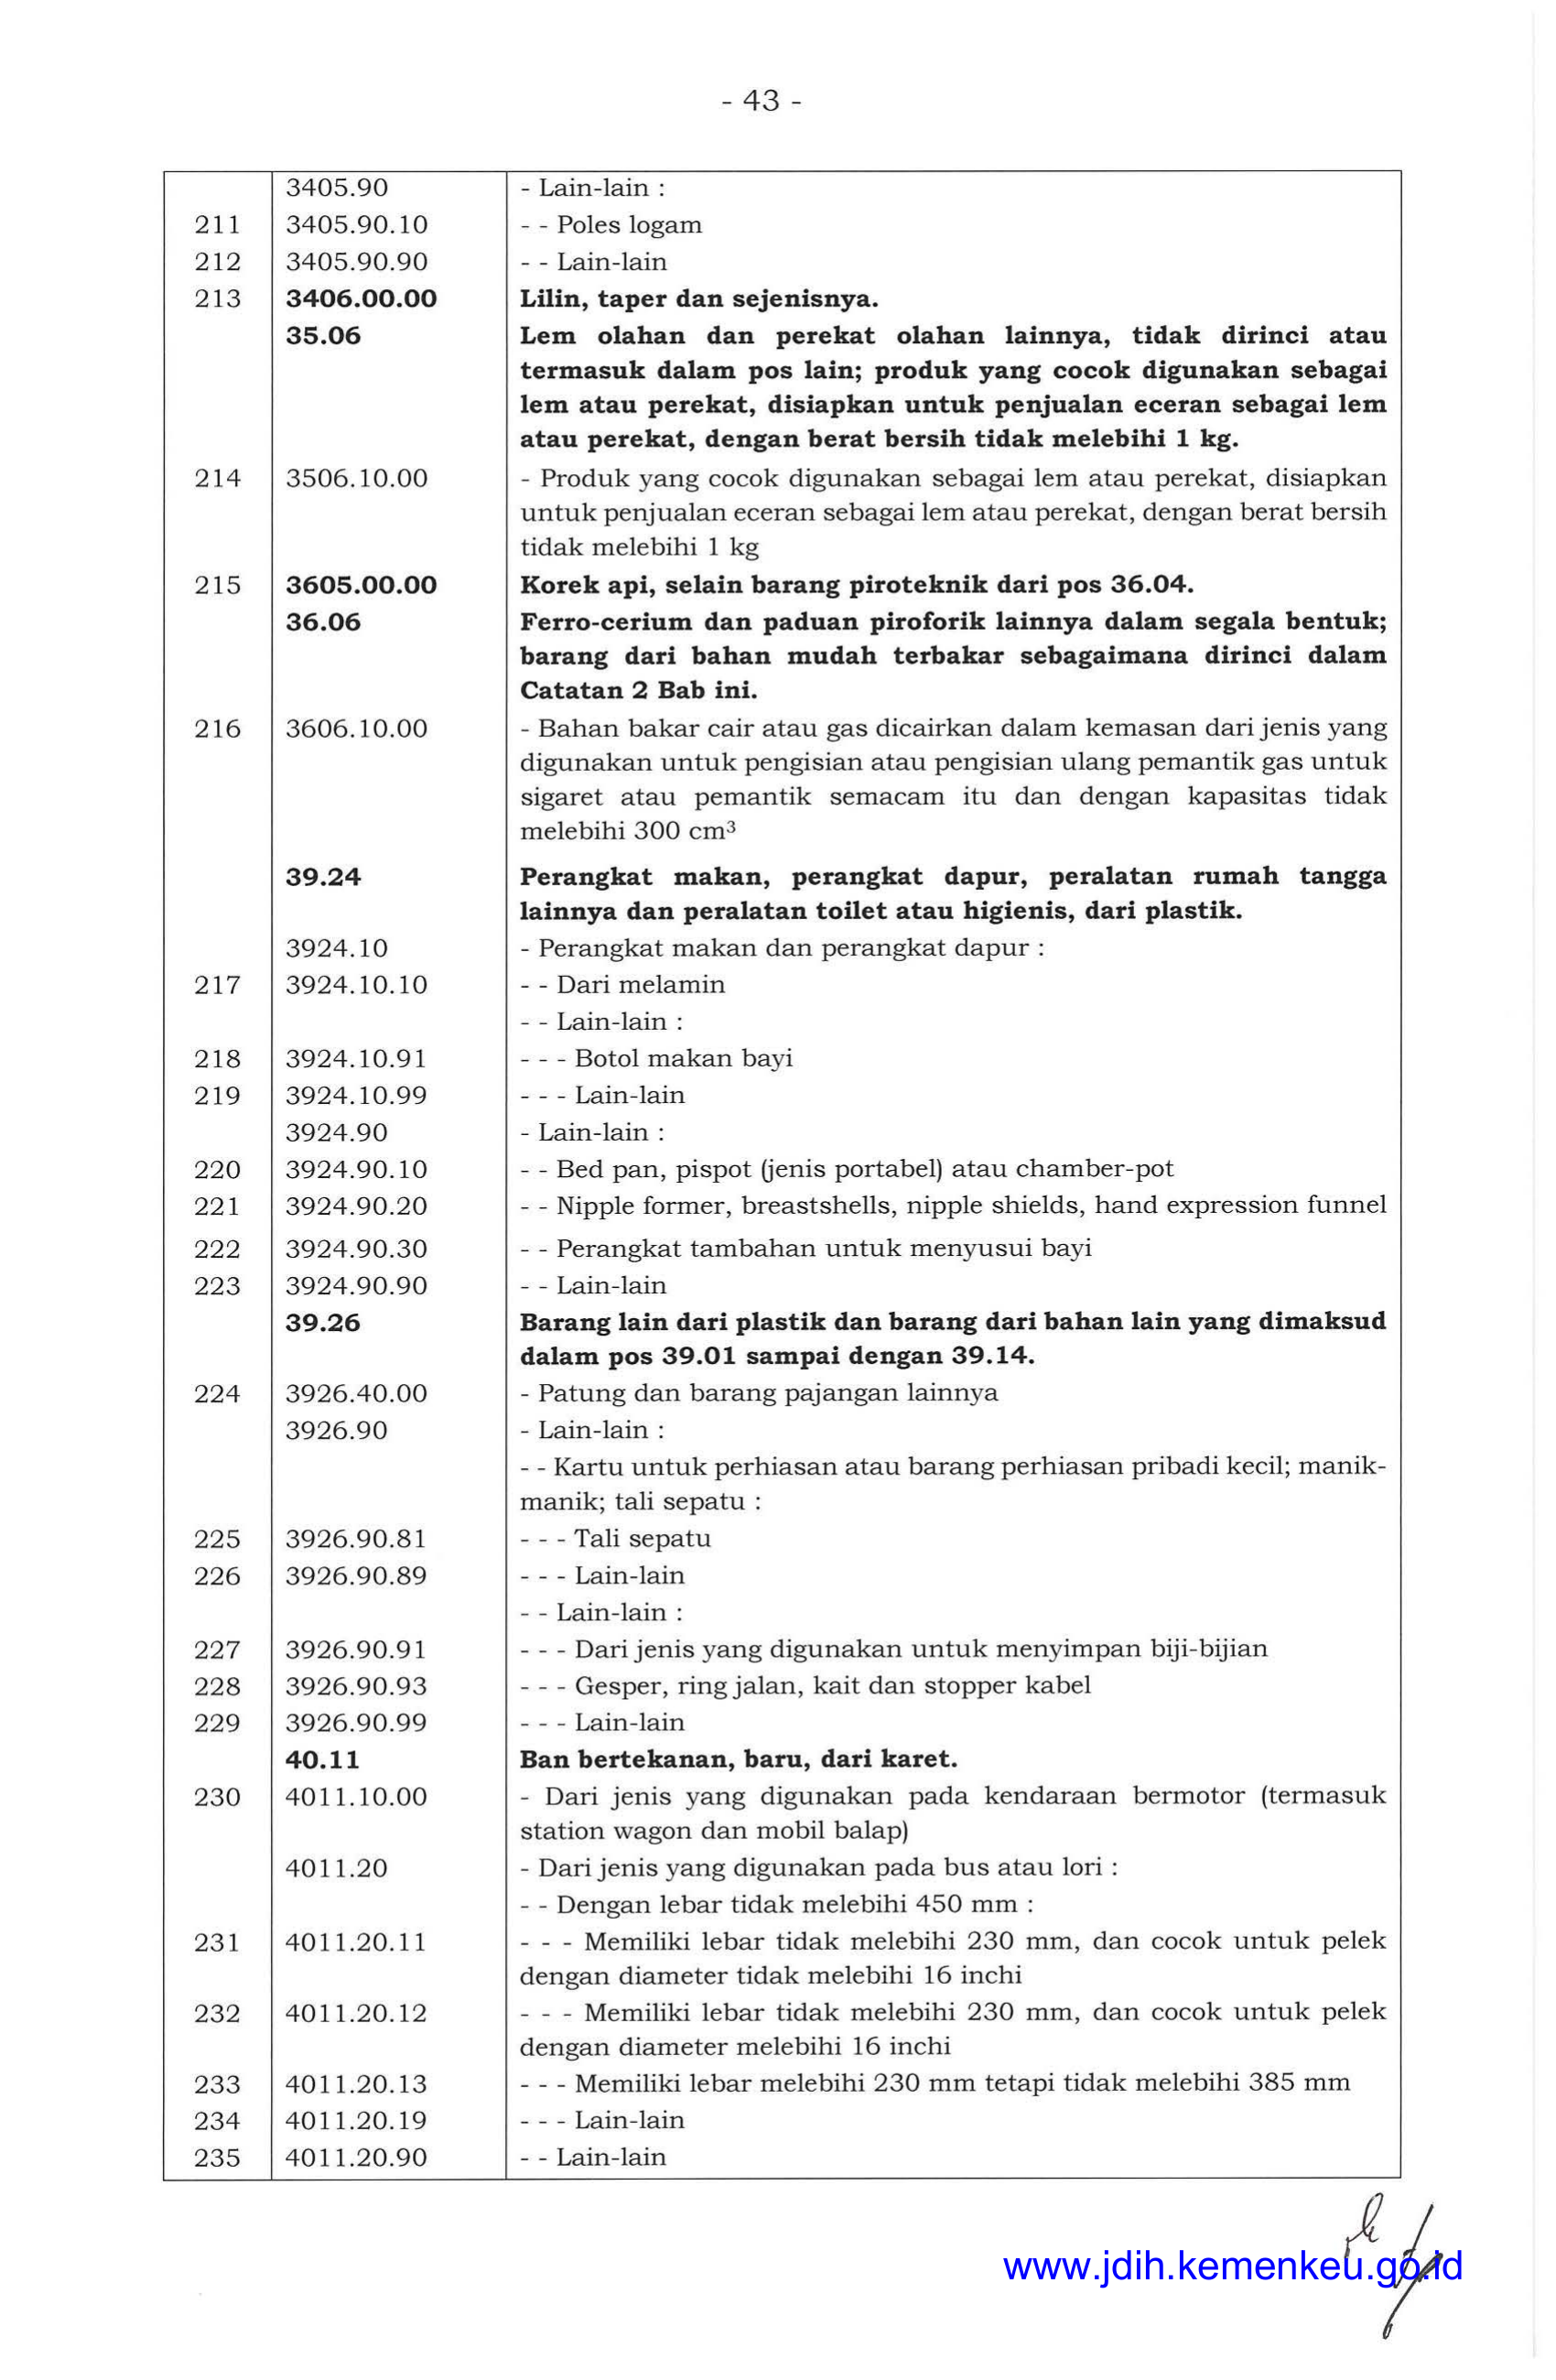 - 43 -
3405.90 - Lain-lain :
211 3405.90.10 - - Poles logam
212 3405.90.90 - - Lain-lain
213 3406.00.00 Lilin, taper dan sejenisnya.
35.06 Lem olahan dan perekat olahan lainnya, tidak dirinci atau
termasuk dalam pos lain; produk yang cocok digunakan sebagai
lem atau perekat, disiapkan untuk penjualan eceran sebagai lem
atau perekat, dengan berat bersih tidak melebihi 1 kg.
214 3506.10.00 - Produk yang cocok digunakan sebagai lem atau perekat, disiapkan
untuk penjualan eceran sebagai lem atau perekat, dengan berat bersih
tidak melebihi 1 kg
215 3605.00.00 Korek api, selain barang piroteknik dari pos 36.04.
36.06 Ferro-cerium dan paduan piroforik lainnya dalam segala bentuk;
barang dari bahan mudah terbakar sebagaimana dirinci dalam
Catatan 2 Bab ini.
216 3606.10.00 - Bahan bakar cair atau gas dicairkan dalam kemasan dari jenis yang
digunakan untuk pengisian atau pengisian ulang pemantik gas untuk
sigaret atau pemantik semacam itu dan dengan kapasitas tidak
melebihi 300 cm³
39.24 Perangkat makan, perangkat dapur, peralatan rumah tangga
lainnya dan peralatan toilet atau higienis, dari plastik.
3924.10 - Perangkat makan dan perangkat dapur :
217 3924.10.10 - - Dari melamin
- - Lain-lain :
218 3924.10.91 - - - Botol makan bayi
219 3924.10.99 - - - Lain-lain
3924.90 - Lain-lain :
220 3924.90.10 - - Bed pan, pispot (jenis portabel) atau chamber-pot
221 3924.90.20 - - Nipple former, breastshells, nipple shields, hand expression funnel
222 3924.90.30 - - Perangkat tambahan untuk menyusui bayi
223 3924.90.90 - - Lain-lain
39.26 Barang lain dari plastik dan barang dari bahan lain yang dimaksud
dalam pos 39.01 sampai dengan 39.14.
224 3926.40.00 - Patung dan barang pajangan lainnya
3926.90 - Lain-lain :
- - Kartu untuk perhiasan atau barang perhiasan pribadi kecil; manik-
manik; tali sepatu :
225 3926.90.81 - - - Tali sepatu
226 3926.90.89 - - - Lain-lain
- - Lain-lain :
227 3926.90.91 - - - Dari jenis yang digunakan untuk menyimpan biji-bijian
228 3926.90.93 - - - Gesper, ring jalan, kait dan stopper kabel
229 3926.90.99 - - - Lain-lain
40.11 Ban bertekanan, baru, dari karet.
230 4011.10.00 - Dari jenis yang digunakan pada kendaraan bermotor (termasuk
station wagon dan mobil balap)
4011.20 - Dari jenis yang digunakan pada bus atau lori :
- - Dengan lebar tidak melebihi 450 mm :
231 4011.20.11 - - - Memiliki lebar tidak melebihi 230 mm, dan cocok untuk pelek
dengan diameter tidak melebihi 16 inchi
232 4011.20.12 - - - Memiliki lebar tidak melebihi 230 mm, dan cocok untuk pelek
dengan diameter melebihi 16 inchi
233 4011.20.13 - - - Memiliki lebar melebihi 230 mm tetapi tidak melebihi 385 mm
234 4011.20.19 - - - Lain-lain
235 4011.20.90 - - Lain-lain
www.jdih.kemenkeu.go.id